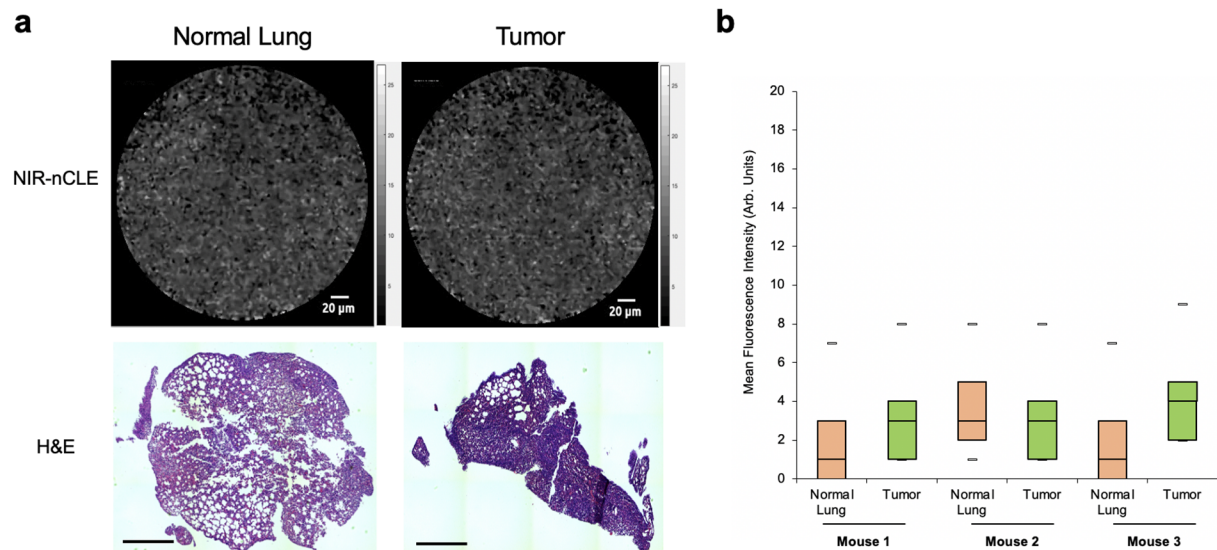 a
Normal Lung
Tumor
NIR-nCLE
25
20
15
10
5
20 µm
25
20
15
10
5
20 µm
H&E
b
Mean Fluorescence Intensity (Arb. Units)
20
18
16
14
12
10
8
6
4
2
0
Normal Lung
Tumor
Normal Lung
Tumor
Normal Lung
Tumor
Mouse 1
Mouse 2
Mouse 3